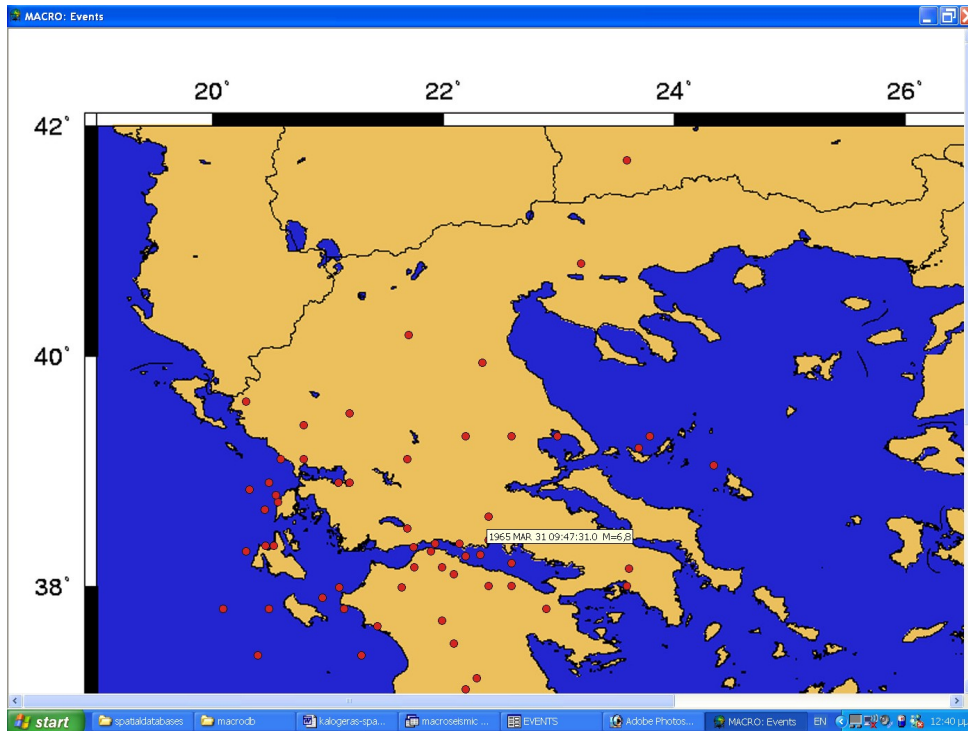 MACRO: Events
20° 22° 24° 26°
42°
40°
1965 MAR 31 09:47:31.0 M=6,8
38°
start spatialdatabases macrodb kalogeras-spa... macroseismic ... EVENTS Adobe Photos... MACRO: Events EN 12:40 μμ